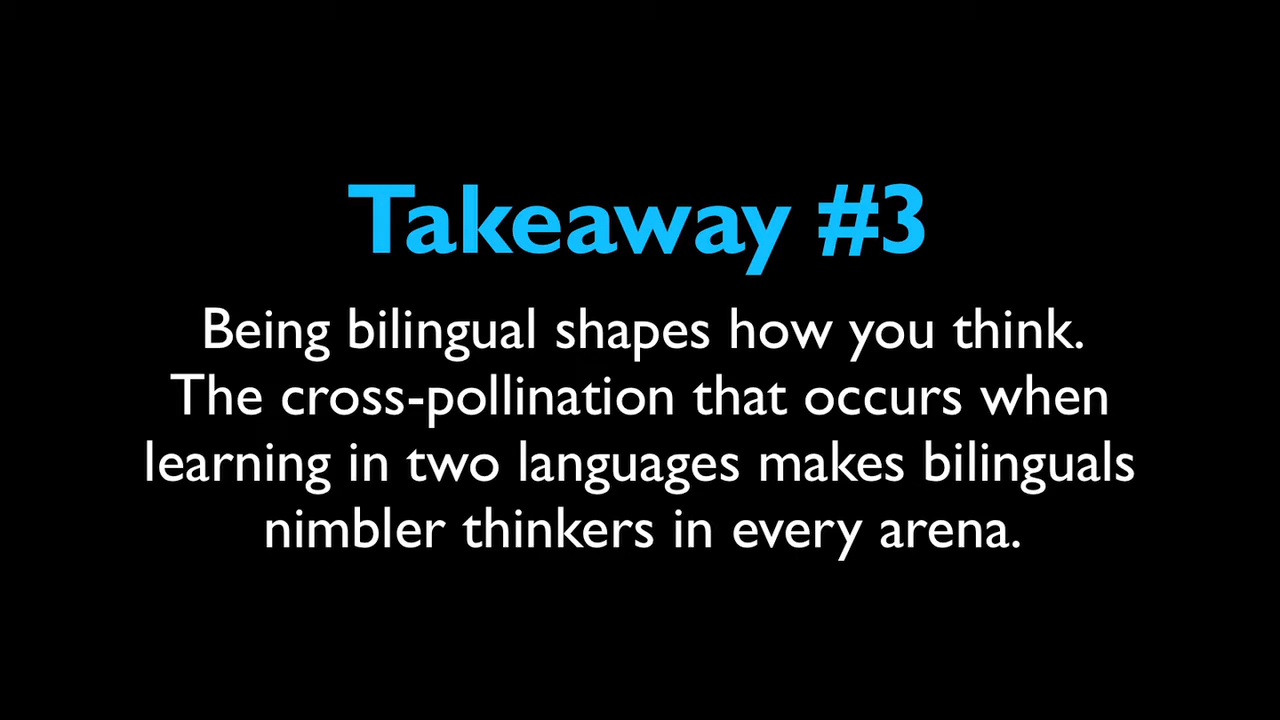 Takeaway #3
Being bilingual shapes how you think.
The cross-pollination that occurs when
learning in two languages makes bilinguals
nimbler thinkers in every arena.